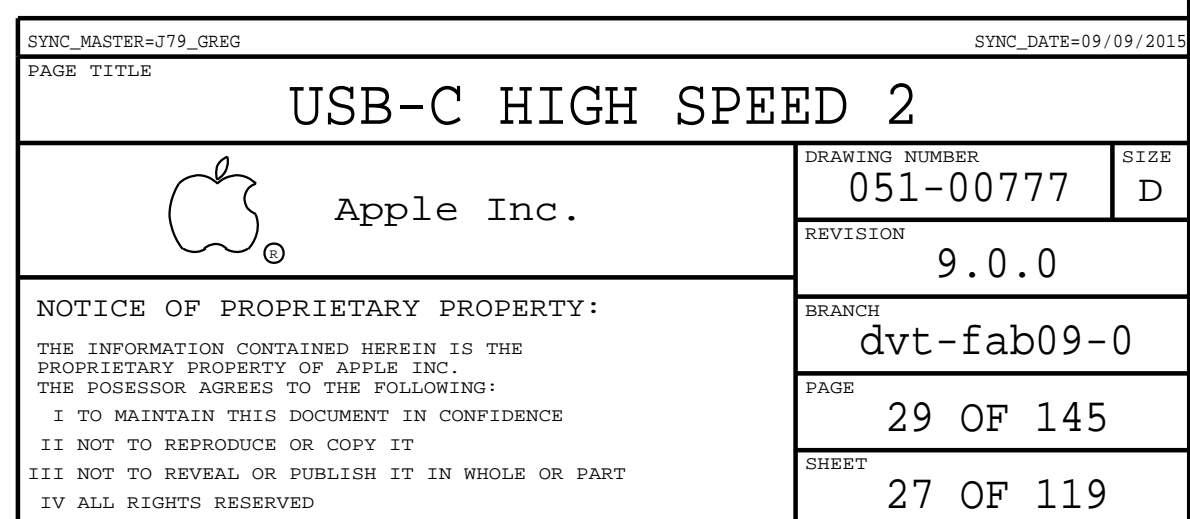 SYNC_MASTER=J79_GREG SYNC_DATE=09/09/2015
PAGE TITLE
USB-C HIGH SPEED 2
Apple Inc.
R
DRAWING NUMBER
051-00777
SIZE
D
REVISION
9.0.0
BRANCH
dvt-fab09-0
PAGE
29 OF 145
SHEET
27 OF 119
NOTICE OF PROPRIETARY PROPERTY:
THE INFORMATION CONTAINED HEREIN IS THE
PROPRIETARY PROPERTY OF APPLE INC.
THE POSESSOR AGREES TO THE FOLLOWING:
I TO MAINTAIN THIS DOCUMENT IN CONFIDENCE
II NOT TO REPRODUCE OR COPY IT
III NOT TO REVEAL OR PUBLISH IT IN WHOLE OR PART
IV ALL RIGHTS RESERVED